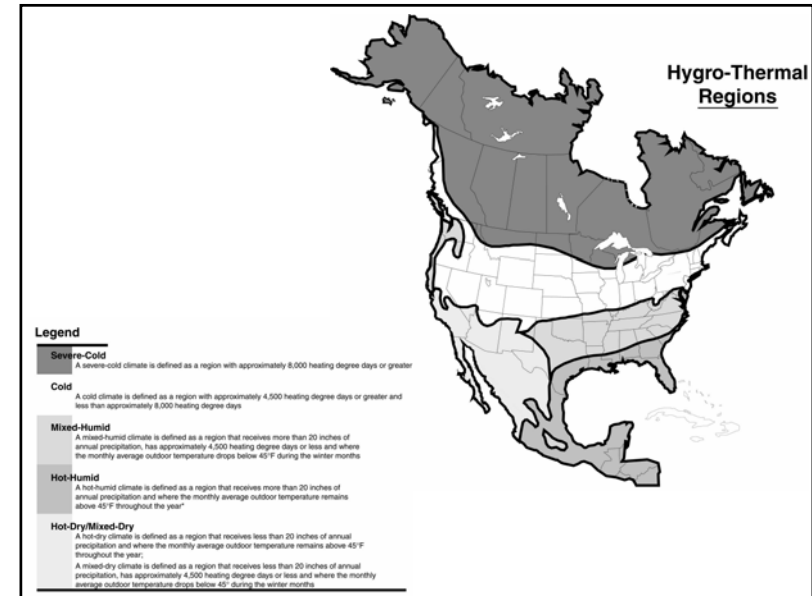 Hygro-Thermal
Regions
Legend
Severe-Cold
A severe-cold climate is defined as a region with approximately 8,000 heating degree days or greater
Cold
A cold climate is defined as a region with approximately 4,500 heating degree days or greater and
less than approximately 8,000 heating degree days
Mixed-Humid
A mixed-humid climate is defined as a region that receives more than 20 inches of
annual precipitation, has approximately 4,500 heating degree days or less and where
the monthly average outdoor temperature drops below 45°F during the winter months
Hot-Humid
A hot-humid climate is defined as a region that receives more than 20 inches of
annual precipitation and where the monthly average outdoor temperature remains
above 45°F throughout the year*
Hot-Dry/Mixed-Dry
A hot-dry climate is defined as a region that receives less than 20 inches of annual
precipitation and where the monthly average outdoor temperature remains above 45°F
throughout the year;
A mixed-dry climate is defined as a region that receives less than 20 inches of annual
precipitation, has approximately 4,500 heating degree days or less and where the monthly
average outdoor temperature drops below 45° during the winter months